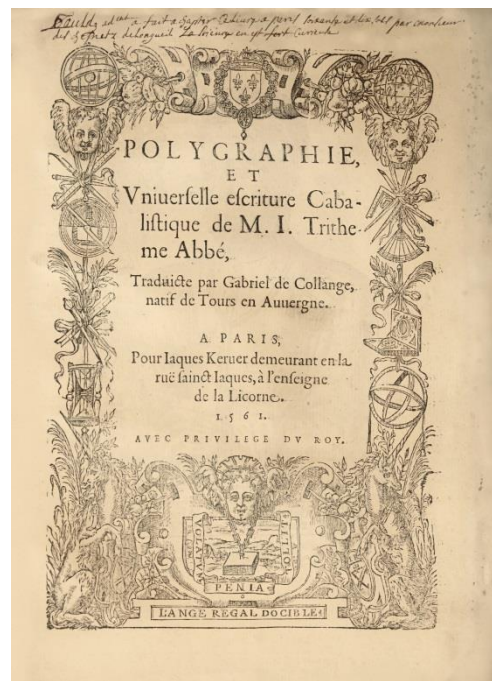 a fait
POLYGRAPHIE,
ET
Vniuerſelle eſcriture Caba-
liſtique de M. I. Trithe-
me Abbé,
Traduicte par Gabriel de Collange,
natif de Tours en Auuergne.
A PARIS,
Pour Iaques Keruer demeurant en la
ruë ſainct Iaques, à l'enſeigne
de la Licorne.
1561.
AVEC PRIVILEGE DV ROY.
PENIA
L'ANGE REGAL DOCIBLE